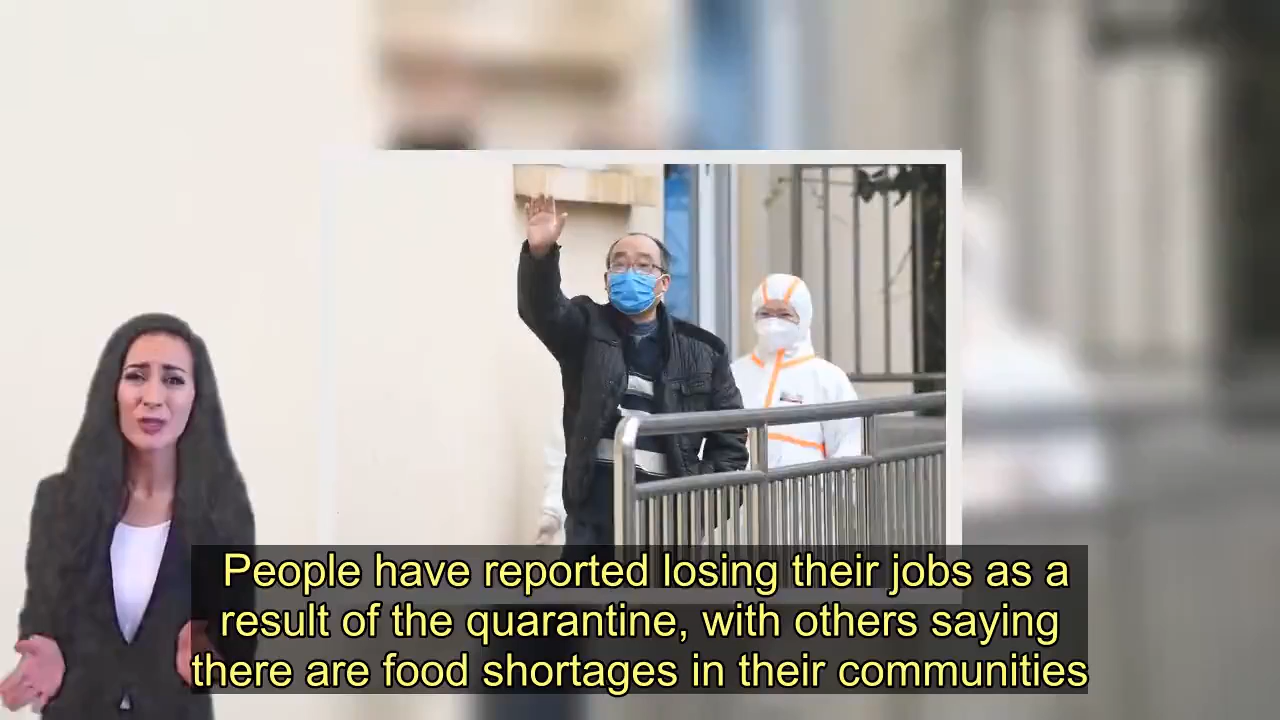 People have reported losing their jobs as a
result of the quarantine, with others saying
there are food shortages in their communities